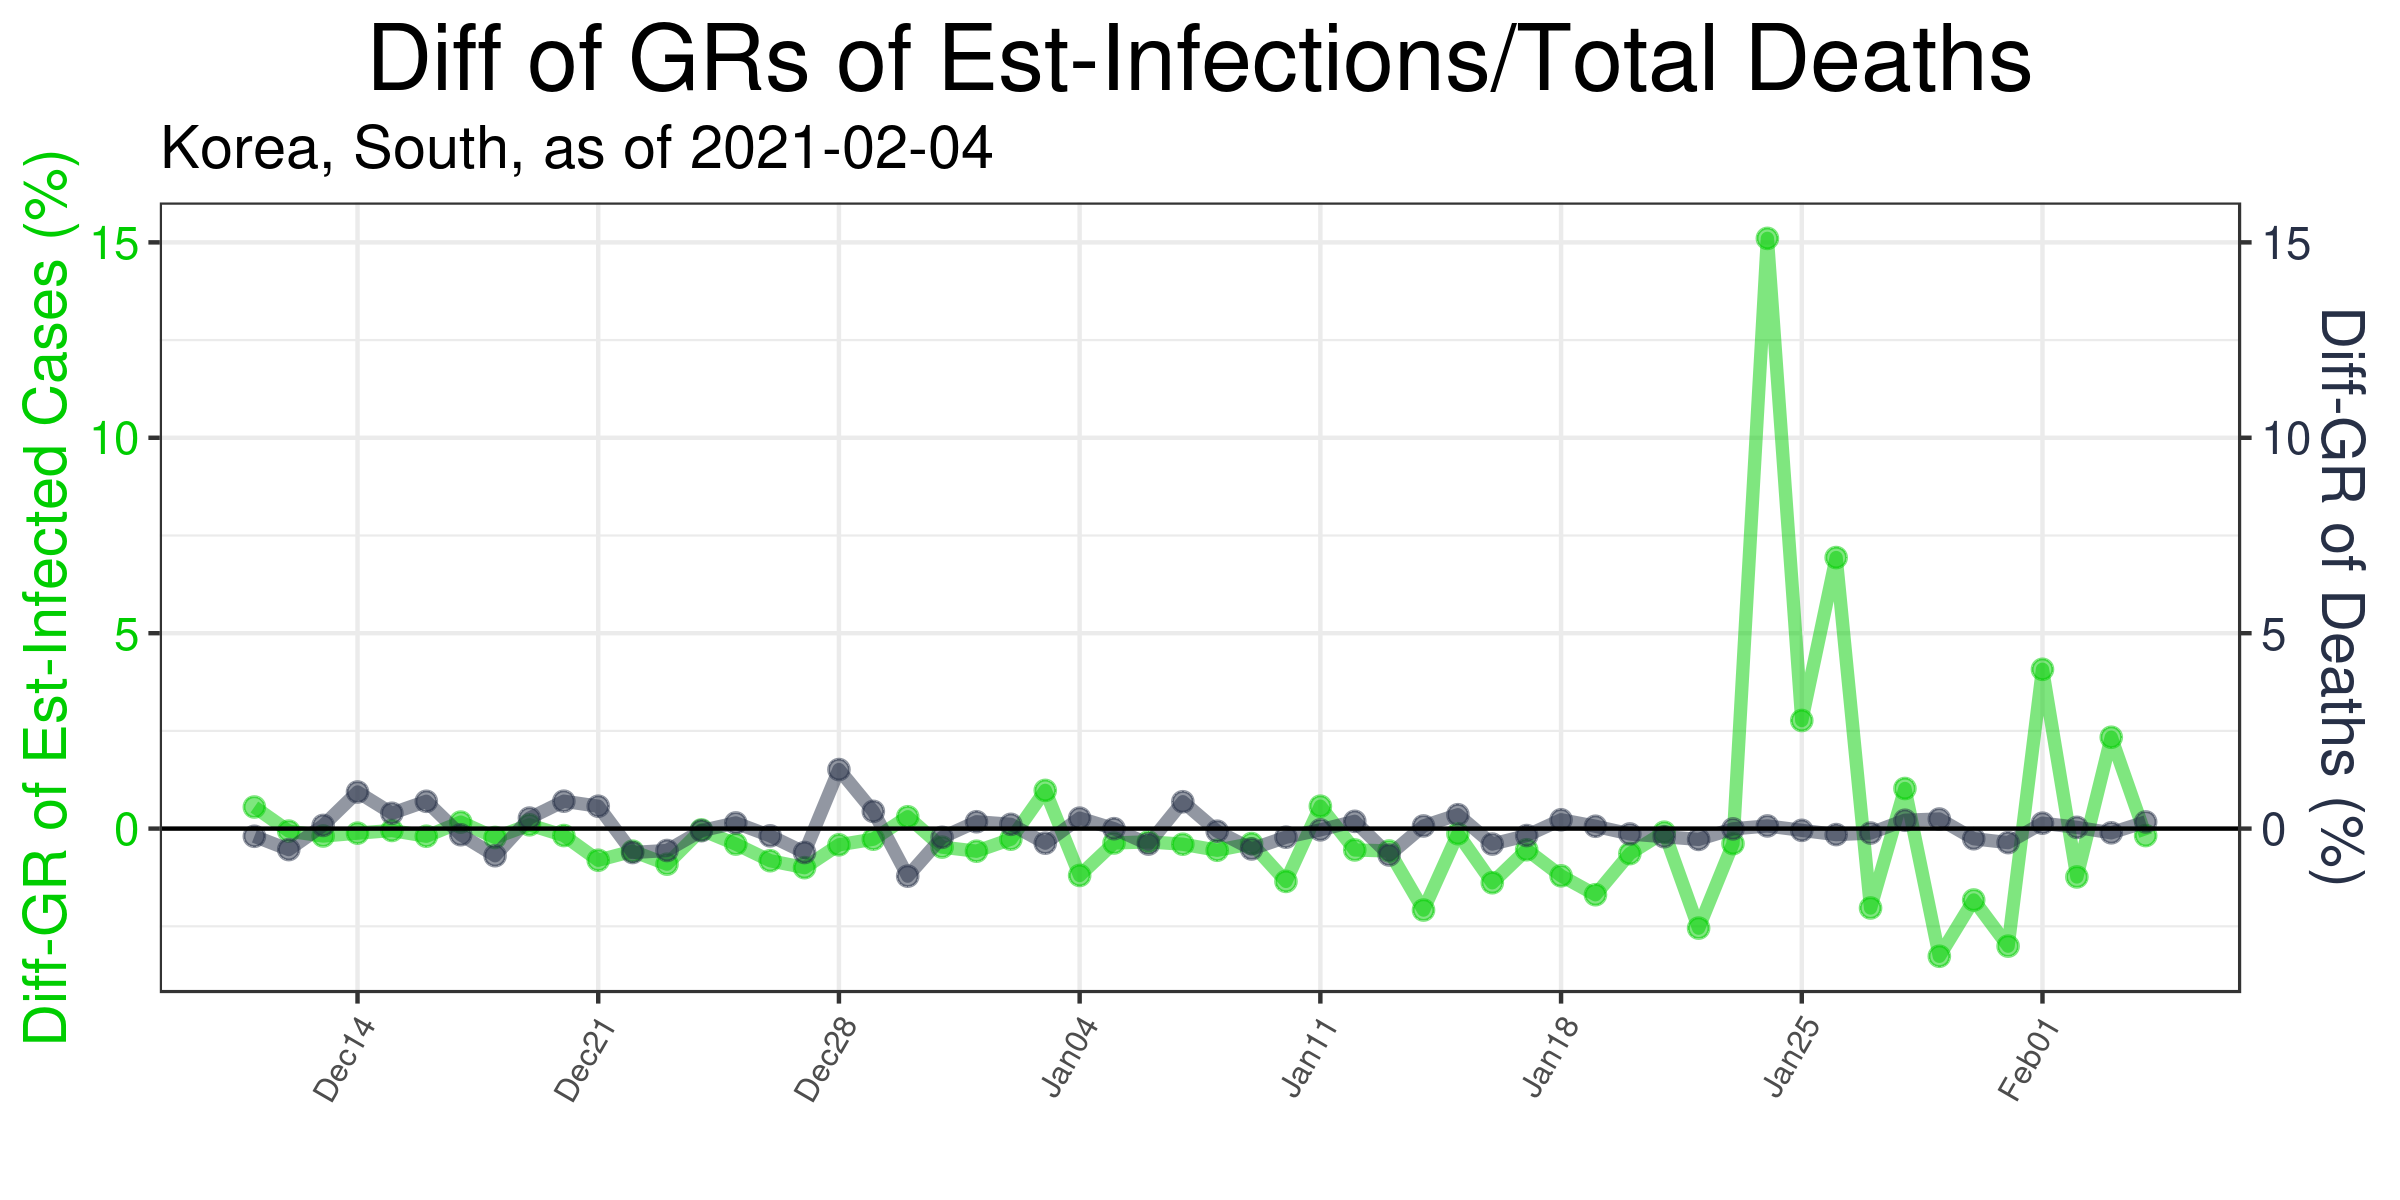 Diff of GRs of Est-Infections/Total Deaths
Korea, South, as of 2021-02-04
Diff-GR of Est-Infected Cases (%)
15
10
5
0
15
10
5
0
Diff-GR of Deaths (%)
Dec14
Dec21
Dec28
Jan04
Jan11
Jan18
Jan25
Feb01